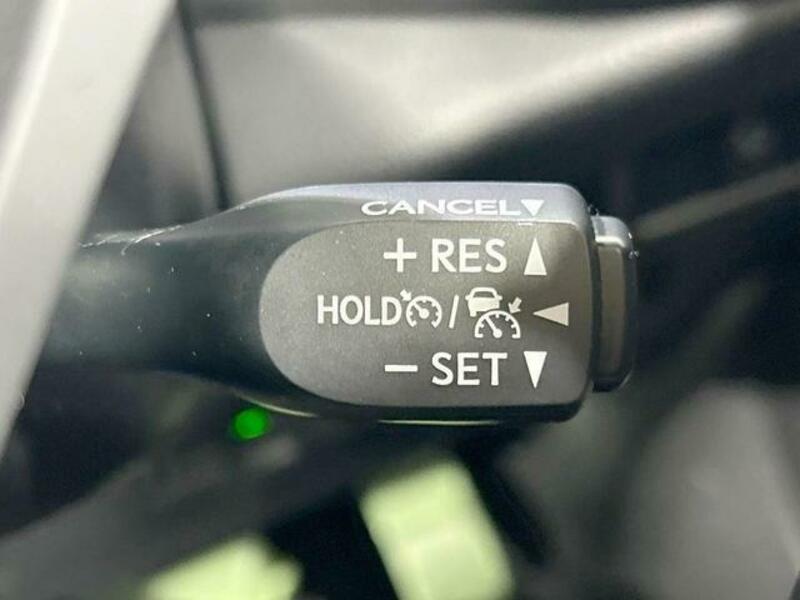 CANCEL▼
+ RES ▲
HOLD / ◀
− SET ▼